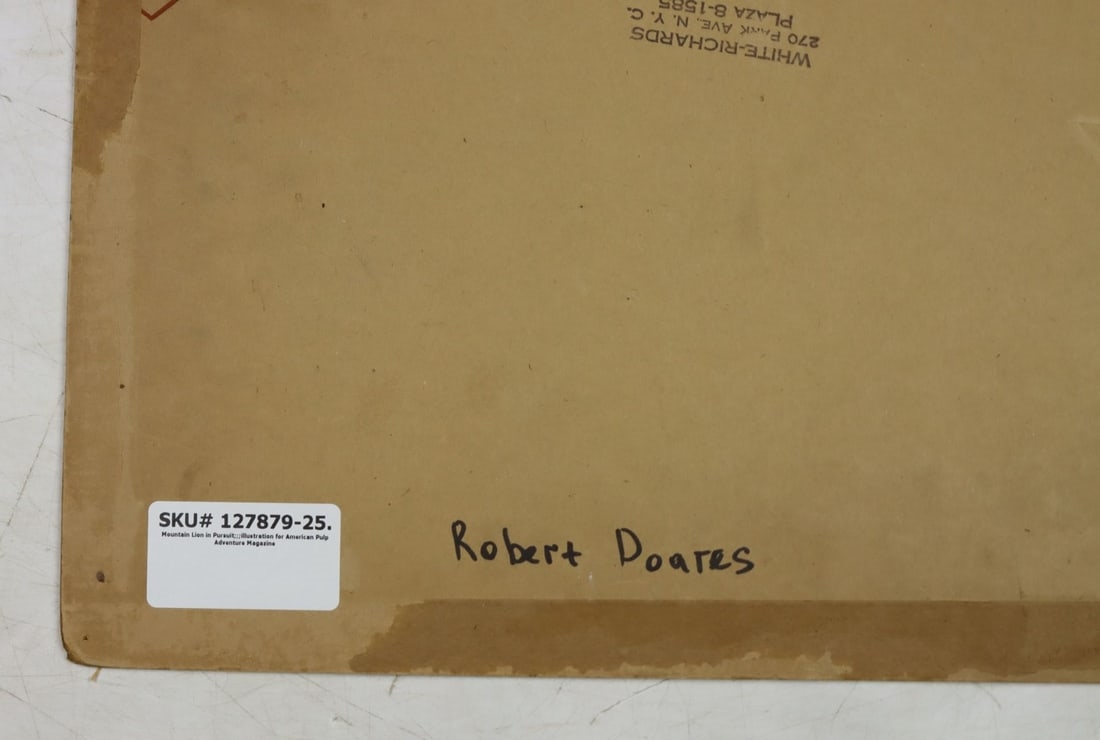 WHITE-RICHARDS
270 PARK AVE. N. Y. C.
PLAZA 8-1585
SKU# 127879-25.
Mountain Lion in Pursuit;;;illustration for American Pulp
Adventure Magazine
Robert Doares